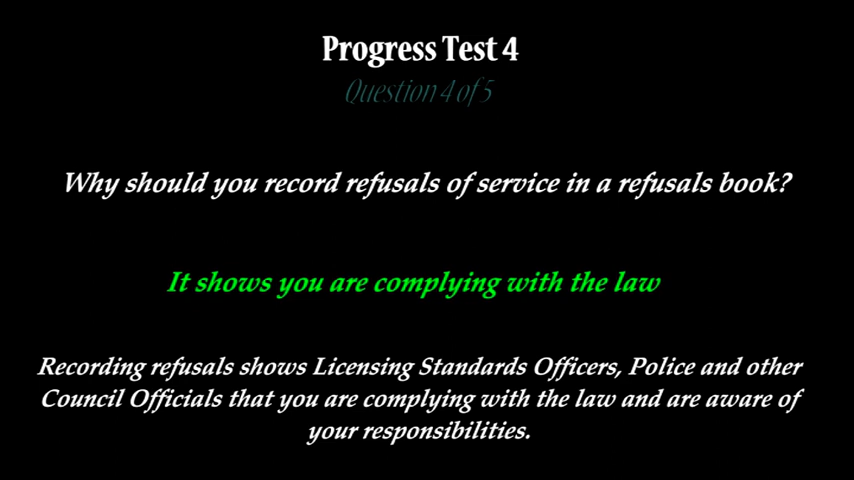 Progress Test 4
Question 4 of 5
Why should you record refusals of service in a refusals book?
It shows you are complying with the law
Recording refusals shows Licensing Standards Officers, Police and other
Council Officials that you are complying with the law and are aware of
your responsibilities.